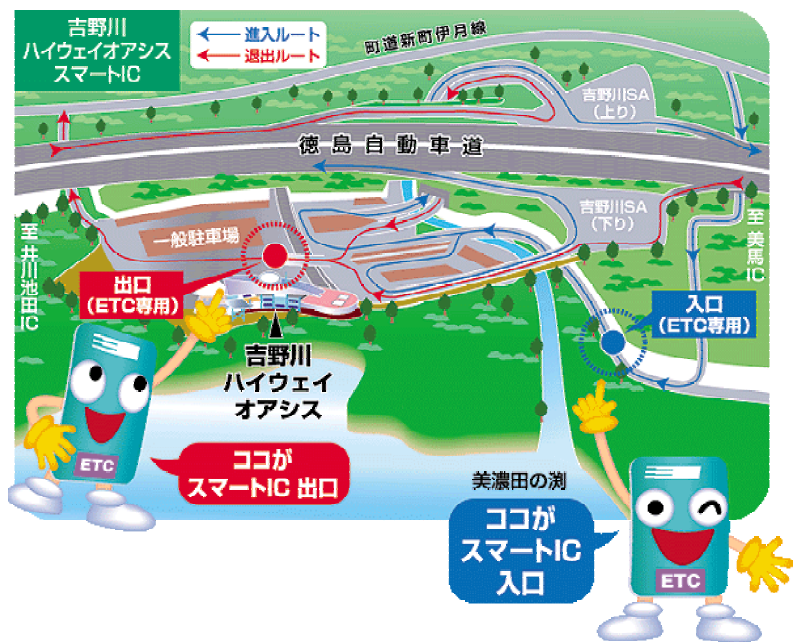 吉野川
ハイウェイオアシス
スマートIC
進入ルート
退出ルート
町道新町伊月線
吉野川SA
(上り)
徳島自動車道
吉野川SA
(下り)
至 井川池田IC
至 美馬IC
一般駐車場
出口
(ETC専用)
入口
(ETC専用)
吉野川
ハイウェイ
オアシス
ココが
スマートIC 出口
美濃田の渕
ココが
スマートIC
入口
ETC
ETC